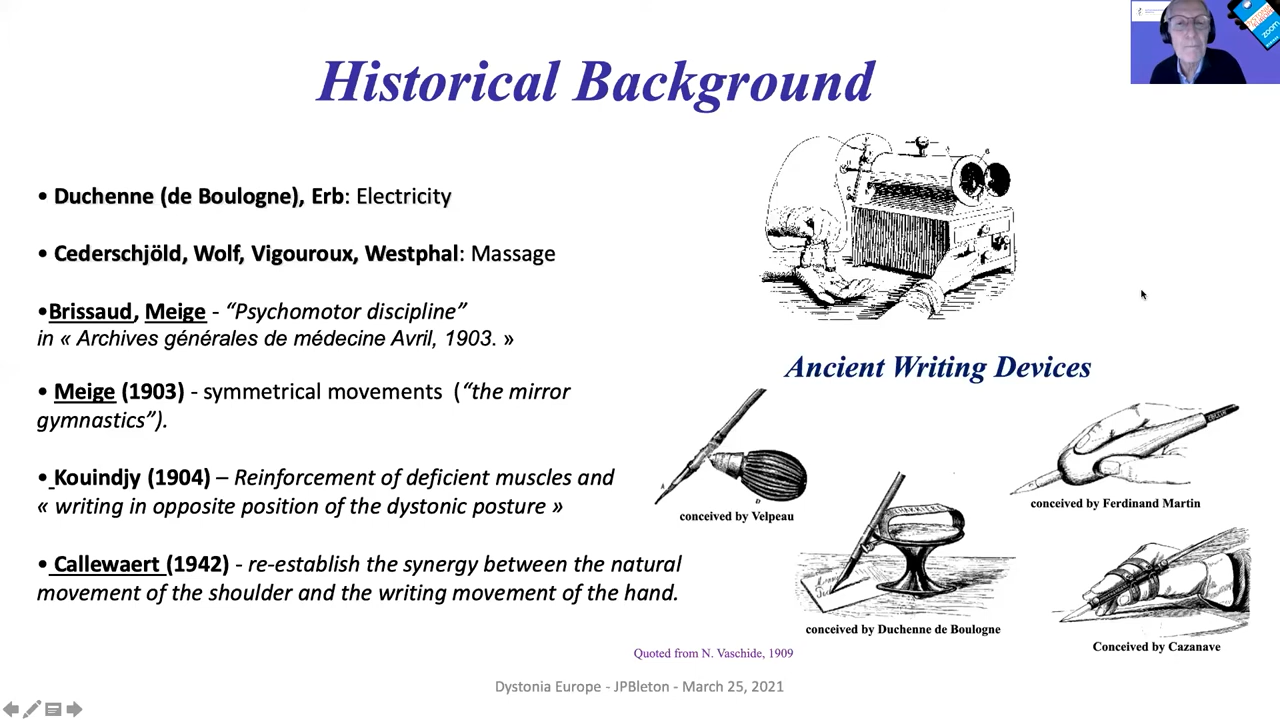 Historical Background
• Duchenne (de Boulogne), Erb: Electricity
• Cederschjöld, Wolf, Vigouroux, Westphal: Massage
•Brissaud, Meige - “Psychomotor discipline”
in « Archives générales de médecine Avril, 1903. »
• Meige (1903) - symmetrical movements (“the mirror
gymnastics”).
• Kouindjy (1904) – Reinforcement of deficient muscles and
« writing in opposite position of the dystonic posture »
• Callewaert (1942) - re-establish the synergy between the natural
movement of the shoulder and the writing movement of the hand.
Ancient Writing Devices
conceived by Velpeau
conceived by Ferdinand Martin
conceived by Duchenne de Boulogne
Conceived by Cazanave
Quoted from N. Vaschide, 1909
Dystonia Europe - JPBleton - March 25, 2021
zoom